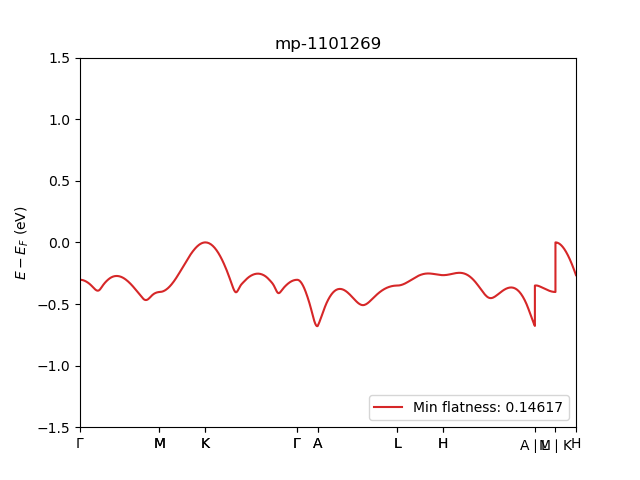 mp-1101269
1.5
1.0
0.5
0.0
−0.5
−1.0
−1.5
E − E_F (eV)
Min flatness: 0.14617
Γ M K Γ A L H A | L M | K H